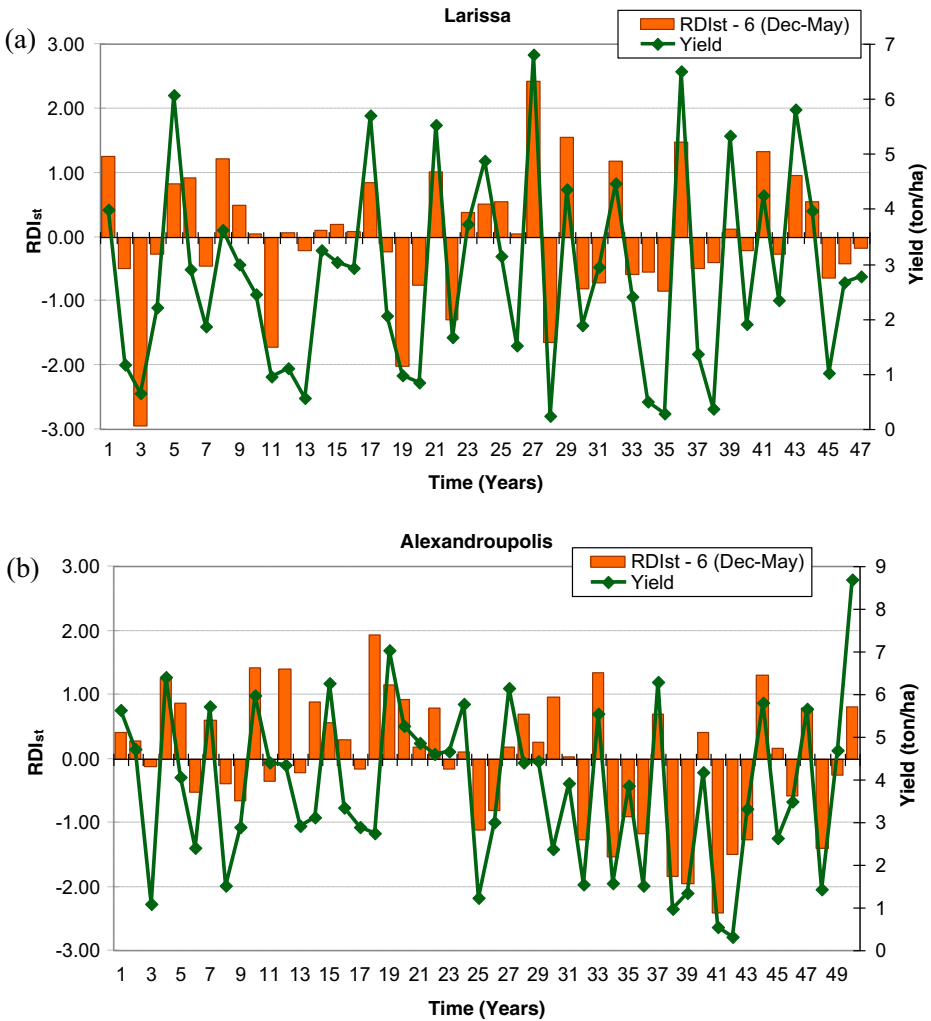 (a)
Larissa
RDIst - 6 (Dec-May)
Yield
3.00
2.00
1.00
0.00
-1.00
-2.00
-3.00
RDIst
7
6
5
4
3
2
1
0
Yield (ton/ha)
1 3 5 7 9 11 13 15 17 19 21 23 25 27 29 31 33 35 37 39 41 43 45 47
Time (Years)
(b)
Alexandroupolis
RDIst - 6 (Dec-May)
Yield
3.00
2.00
1.00
0.00
-1.00
-2.00
-3.00
RDIst
9
8
7
6
5
4
3
2
1
0
Yield (ton/ha)
1 3 5 7 9 11 13 15 17 19 21 23 25 27 29 31 33 35 37 39 41 43 45 47 49
Time (Years)